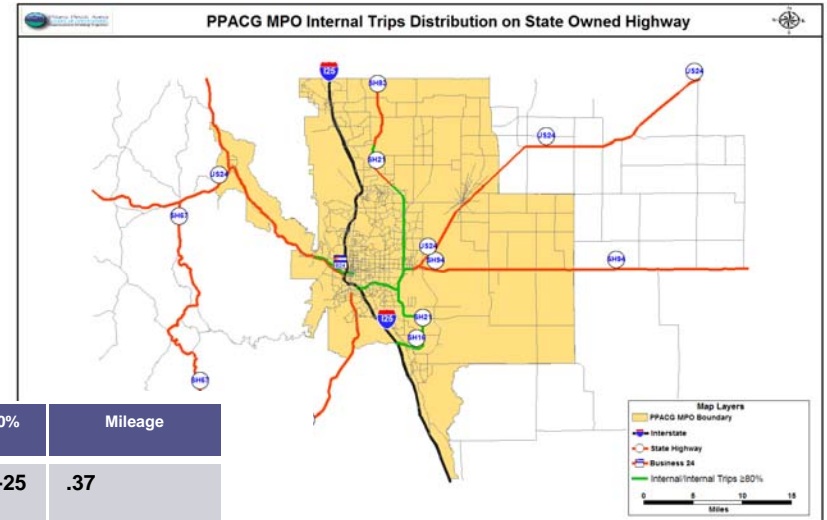 PPACG MPO Internal Trips Distribution on State Owned Highway
I25
SH83
US24
US24
SH21
US24
SH67
US24
SH94
SH94
I25
SH21
SH16
SH67
0%
Mileage
-25
.37
Map Layers
PPACG MPO Boundary
Interstate
State Highway
Business 24
Internal/Internal Trips ≥80%
0 5 10 15
Miles